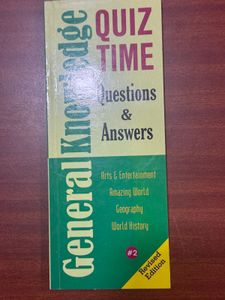 General Knowledge
QUIZ
TIME
Questions
&
Answers
Arts & Entertainment
Amazing World
Geography
World History
#2
Revised
Edition